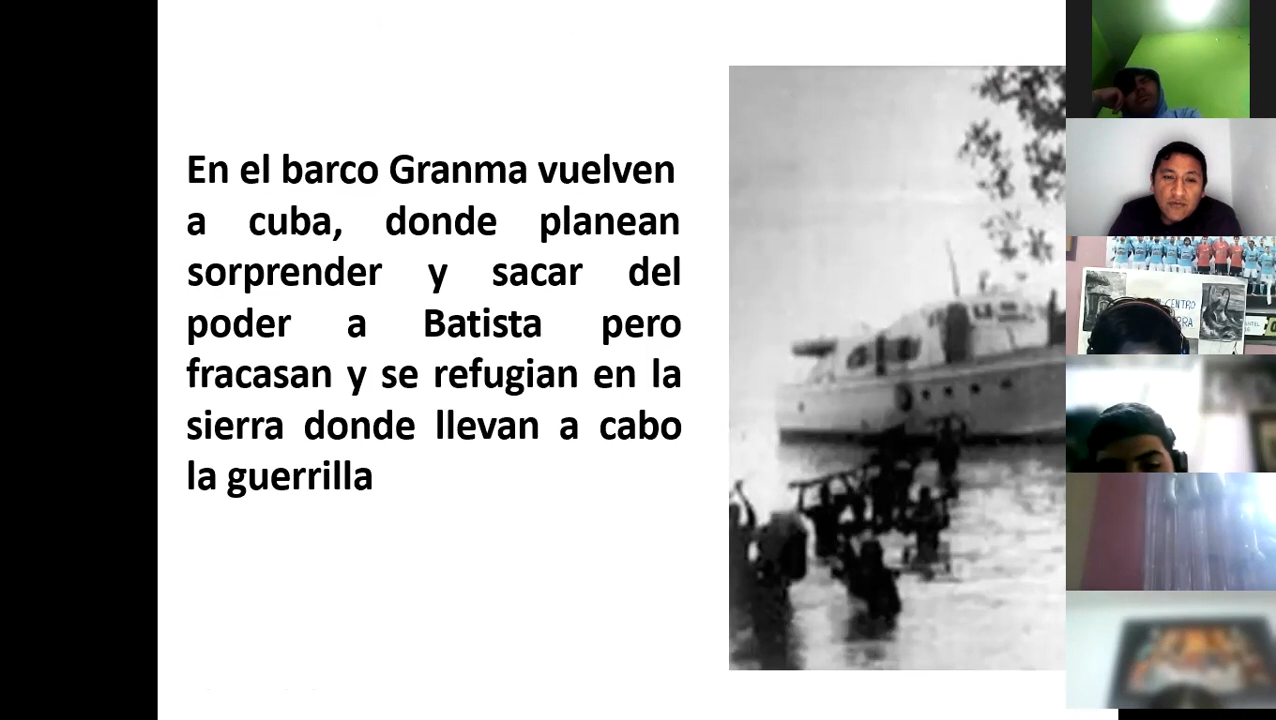 En el barco Granma vuelven
a cuba, donde planean
sorprender y sacar del
poder a Batista pero
fracasan y se refugian en la
sierra donde llevan a cabo
la guerrilla
CENTRO